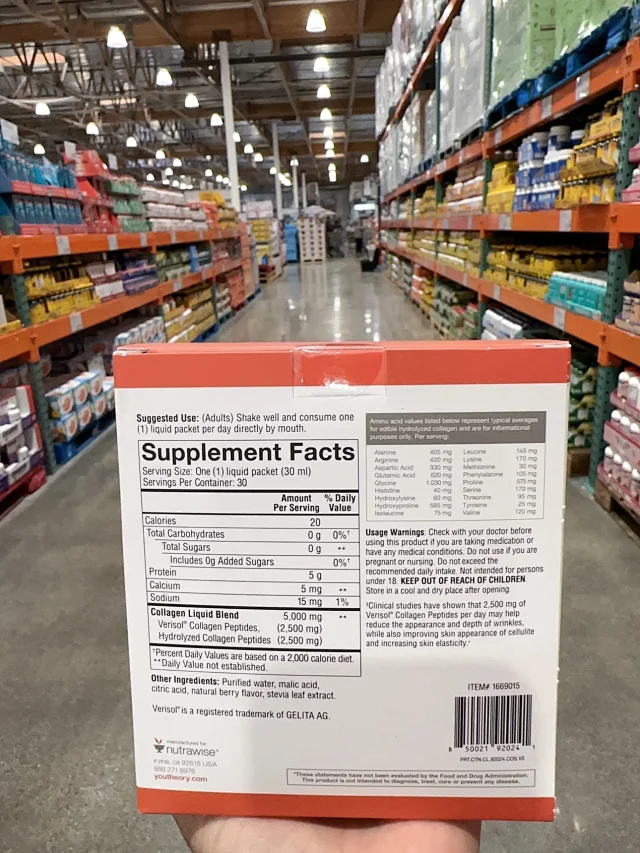 Suggested Use: (Adults) Shake well and consume one
(1) liquid packet per day directly by mouth.
Supplement Facts
Serving Size: One (1) liquid packet (30 ml)
Servings Per Container: 30
Amount Per Serving % Daily Value
Calories 20
Total Carbohydrates 0 g 0%†
Total Sugars 0 g **
Includes 0g Added Sugars 0%†
Protein 5 g
Calcium 5 mg **
Sodium 15 mg 1%
Collagen Liquid Blend 5,000 mg **
Verisol® Collagen Peptides, (2,500 mg)
Hydrolyzed Collagen Peptides (2,500 mg)
†Percent Daily Values are based on a 2,000 calorie diet.
**Daily Value not established.
Other Ingredients: Purified water, malic acid,
citric acid, natural berry flavor, stevia leaf extract.
Verisol® is a registered trademark of GELITA AG.
manufactured for:
nutrawise®
irvine, ca 92618 USA
888 271 8976
youtheory.com
Amino acid values listed below represent typical averages
for edible hydrolyzed collagen and are for informational
purposes only. Per serving:
Alanine 405 mg Leucine 145 mg
Arginine 420 mg Lysine 170 mg
Aspartic Acid 330 mg Methionine 30 mg
Glutamic Acid 620 mg Phenylalanine 105 mg
Glycine 1,030 mg Proline 575 mg
Histidine 40 mg Serine 170 mg
Hydroxylysine 60 mg Threonine 95 mg
Hydroxyproline 565 mg Tyrosine 25 mg
Isoleucine 75 mg Valine 120 mg
Usage Warnings: Check with your doctor before
using this product if you are taking medication or
have any medical conditions. Do not use if you are
pregnant or nursing. Do not exceed the
recommended daily intake. Not intended for persons
under 18. KEEP OUT OF REACH OF CHILDREN.
Store in a cool and dry place after opening.
‡Clinical studies have shown that 2,500 mg of
Verisol® Collagen Peptides per day may help
reduce the appearance and depth of wrinkles,
while also improving skin appearance of cellulite
and increasing skin elasticity.*
ITEM# 1669015
8 50021 92024 1
PRT.CTN.CL.92024.COS.V2
*These statements have not been evaluated by the Food and Drug Administration.
This product is not intended to diagnose, treat, cure or prevent any disease.